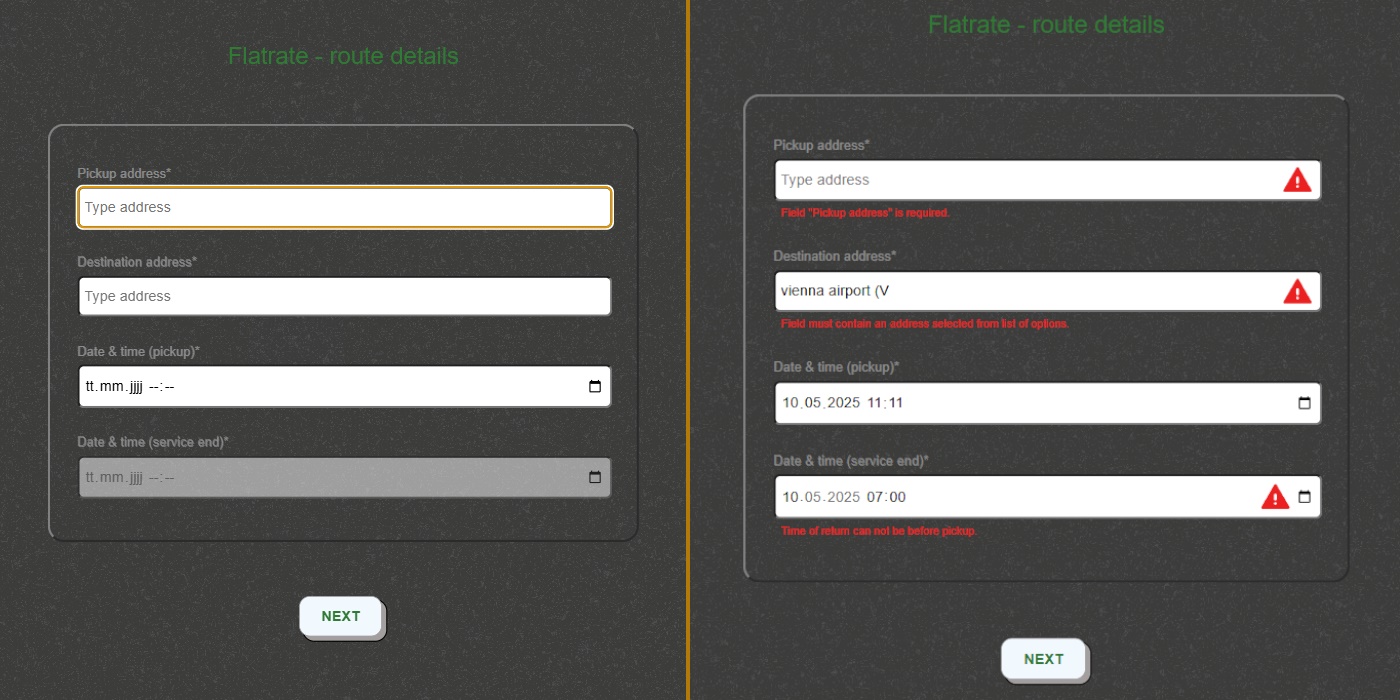 Flatrate - route details
Pickup address*
Type address
Destination address*
Type address
Date & time (pickup)*
tt.mm.jjjj --:--
Date & time (service end)*
tt.mm.jjjj --:--
NEXT
Flatrate - route details
Pickup address*
Type address
Field "Pickup address" is required.
Destination address*
vienna airport (V
Field must contain an address selected from list of options.
Date & time (pickup)*
10.05.2025 11:11
Date & time (service end)*
10.05.2025 07:00
Time of return can not be before pickup.
NEXT